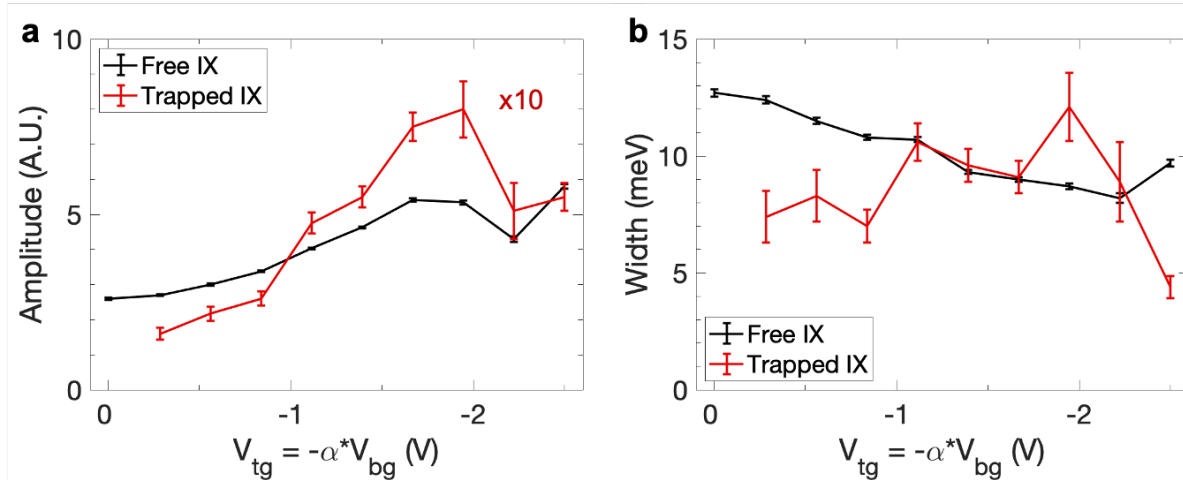 a
10
5
0
Amplitude (A.U.)
Free IX
Trapped IX
x10
0
-1
-2
V_tg = -α*V_bg (V)
b
15
10
5
0
Width (meV)
Free IX
Trapped IX
0
-1
-2
V_tg = -α*V_bg (V)